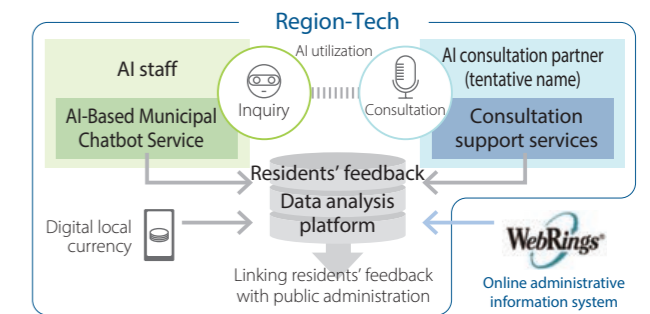 Region-Tech
AI utilization
AI staff
AI consultation partner
(tentative name)
Inquiry
Consultation
AI-Based Municipal
Chatbot Service
Consultation
support services
Residents' feedback
Data analysis
platform
Digital local
currency
WebRings®
Linking residents' feedback
with public administration
Online administrative
information system